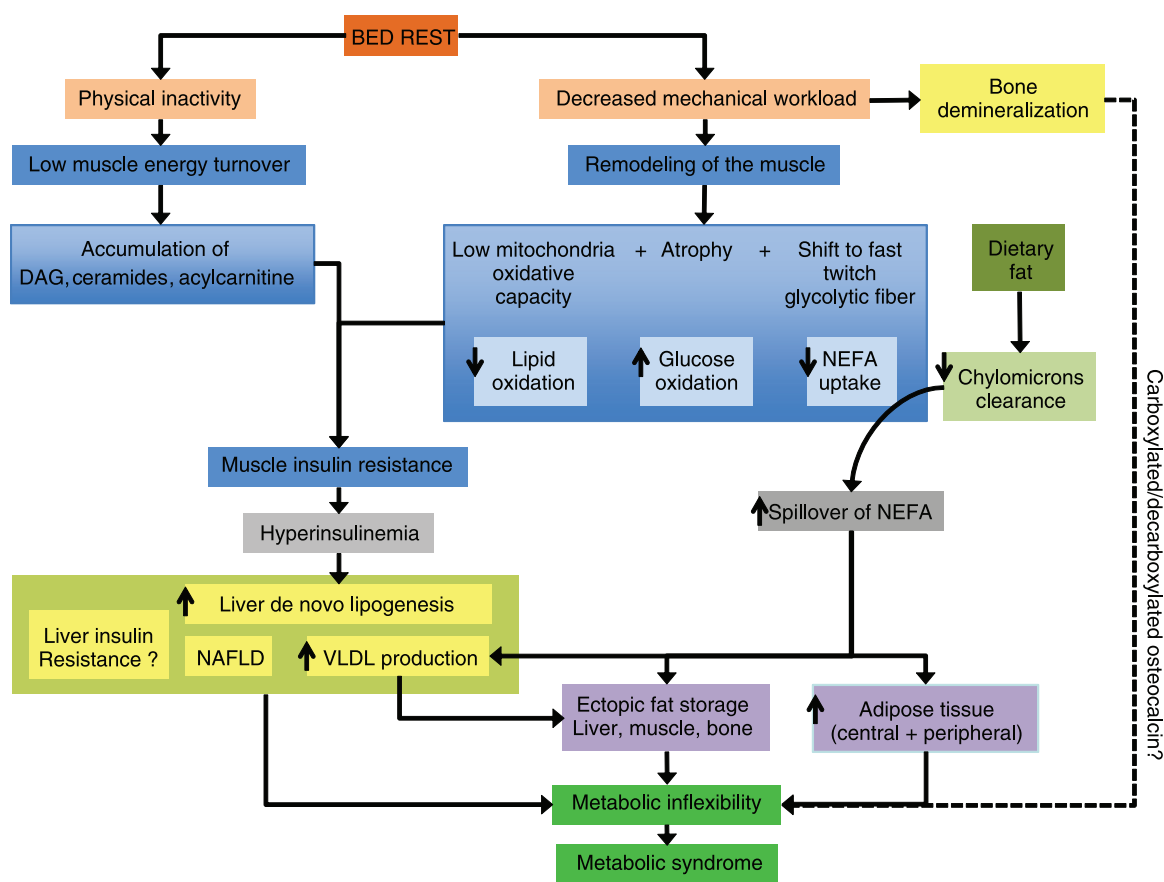 BED REST
Physical inactivity
Decreased mechanical workload
Bone
demineralization
Low muscle energy turnover
Remodeling of the muscle
Accumulation of
DAG, ceramides, acylcarnitine
Low mitochondria
oxidative
capacity
+
Atrophy
+
Shift to fast
twitch
glycolytic fiber
Dietary
fat
Lipid
oxidation
Glucose
oxidation
NEFA
uptake
Chylomicrons
clearance
Carboxylated/decarboxylated osteocalcin?
Muscle insulin resistance
Spillover of NEFA
Hyperinsulinemia
Liver de novo lipogenesis
Liver insulin
Resistance ?
NAFLD
VLDL production
Ectopic fat storage
Liver, muscle, bone
Adipose tissue
(central + peripheral)
Metabolic inflexibility
Metabolic syndrome